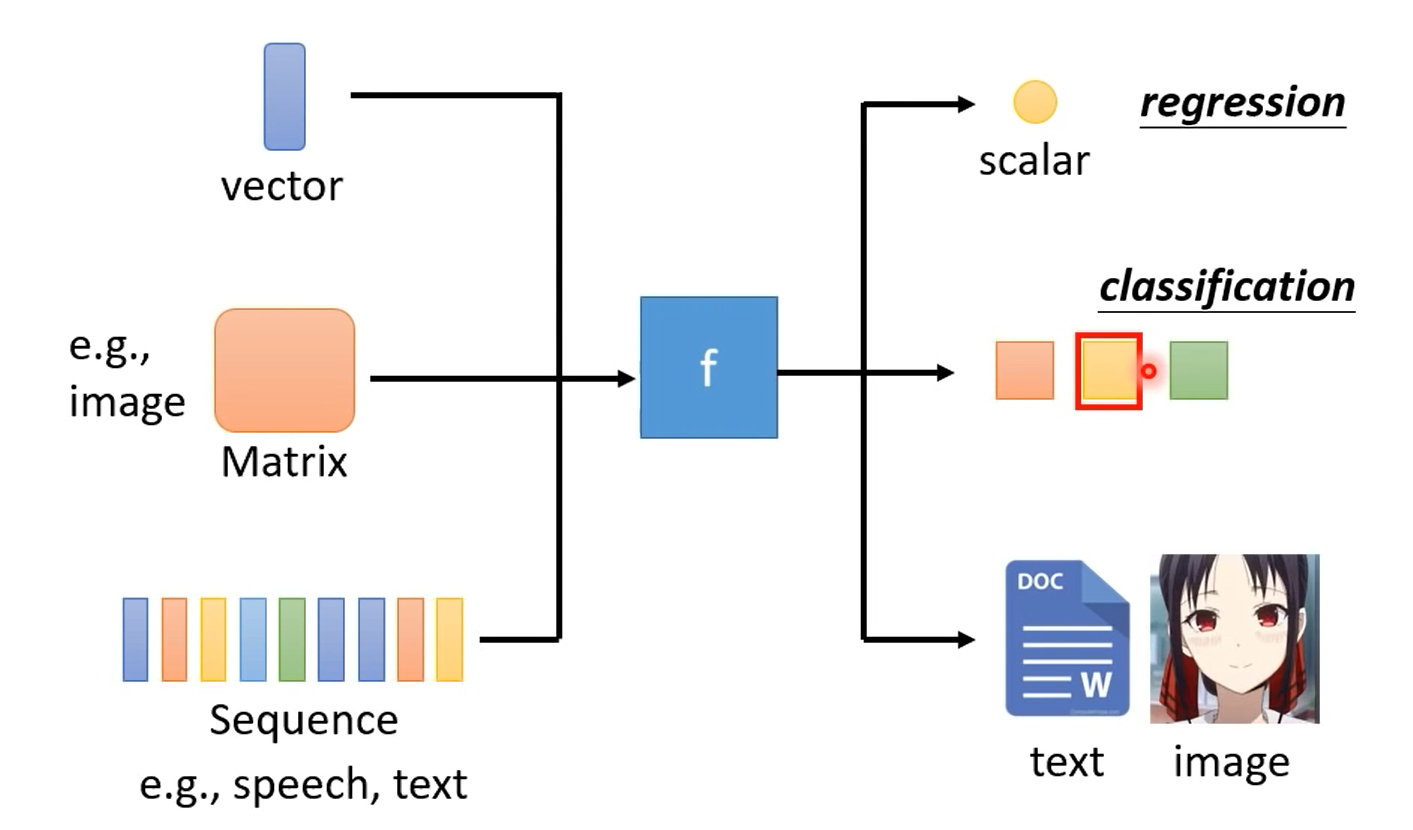 vector
e.g.,
image
Matrix
Sequence
e.g., speech, text
f
scalar
regression
classification
DOC
W
text
image